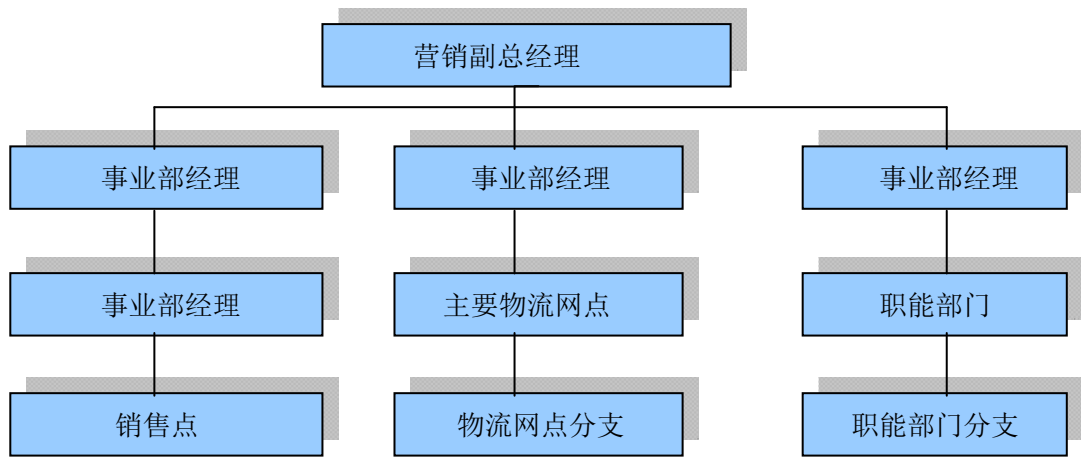 营销副总经理
事业部经理
事业部经理
事业部经理
事业部经理
主要物流网点
职能部门
销售点
物流网点分支
职能部门分支